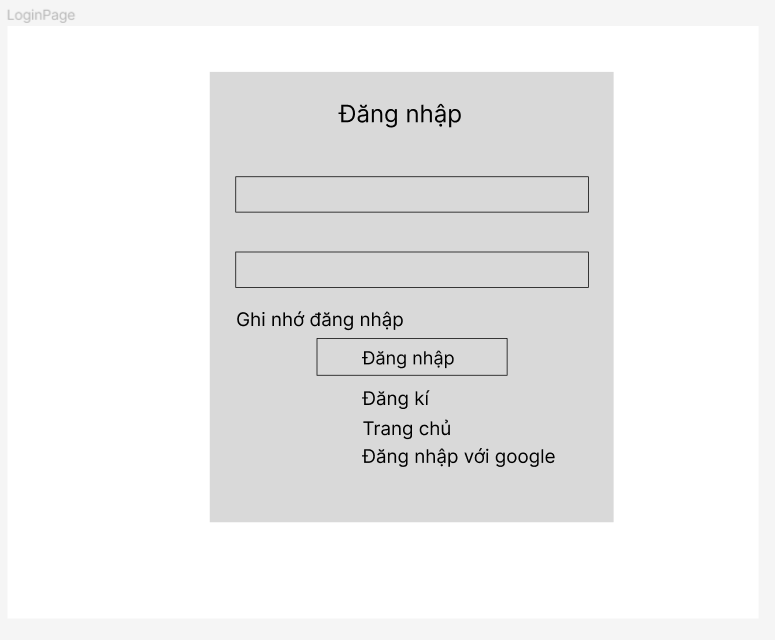 LoginPage
Đăng nhập
Ghi nhớ đăng nhập
Đăng nhập
Đăng kí
Trang chủ
Đăng nhập với google